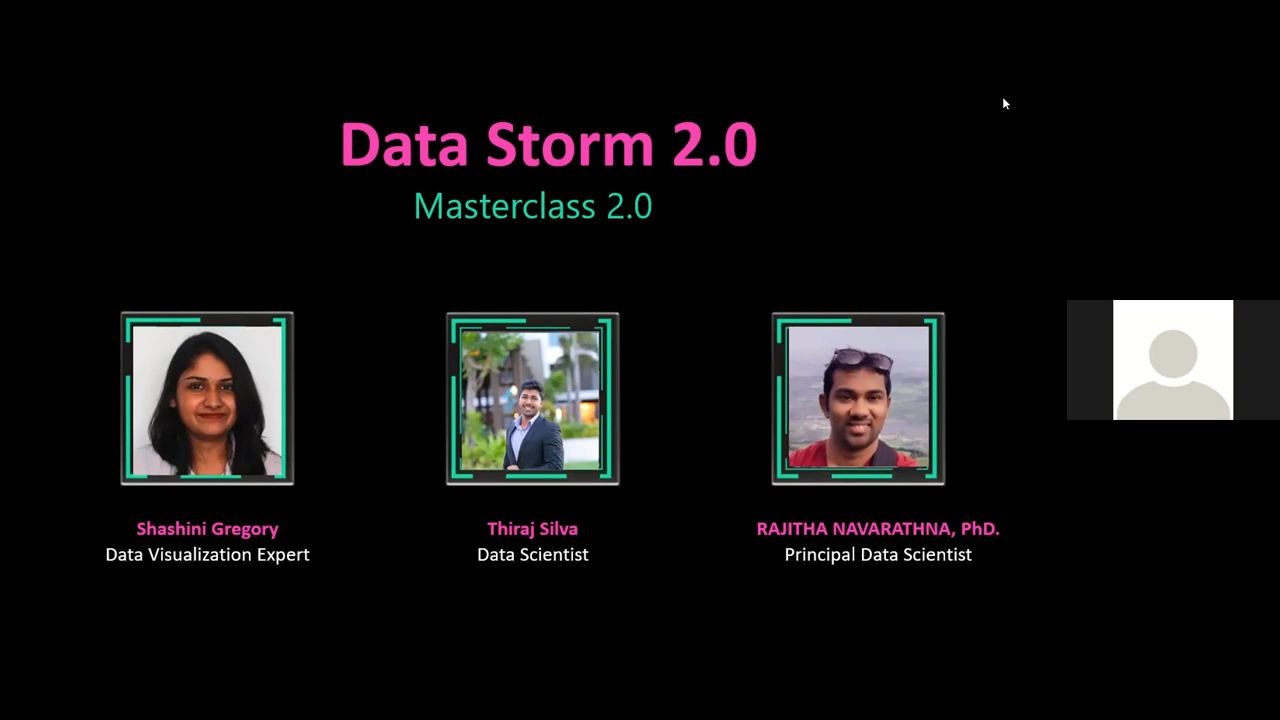 Data Storm 2.0
Masterclass 2.0
Shashini Gregory
Data Visualization Expert
Thiraj Silva
Data Scientist
RAJITHA NAVARATHNA, PhD.
Principal Data Scientist